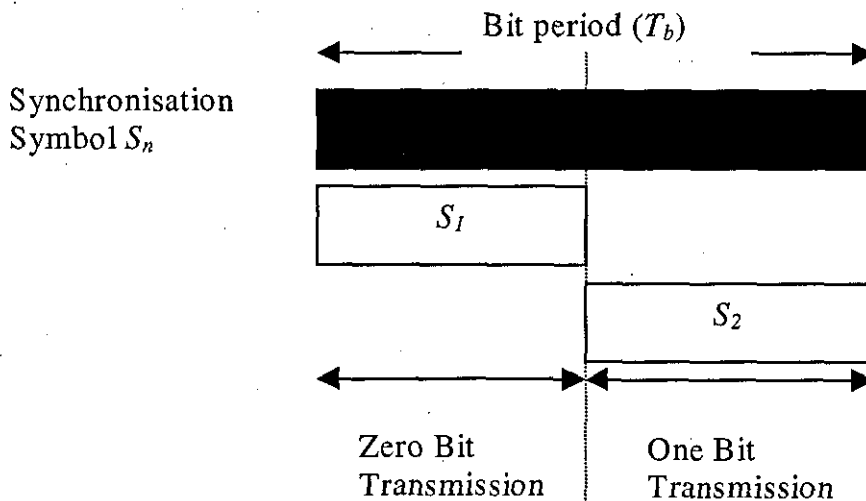 Bit period (T_b)
Synchronisation
Symbol S_n
S_1
S_2
Zero Bit
Transmission
One Bit
Transmission